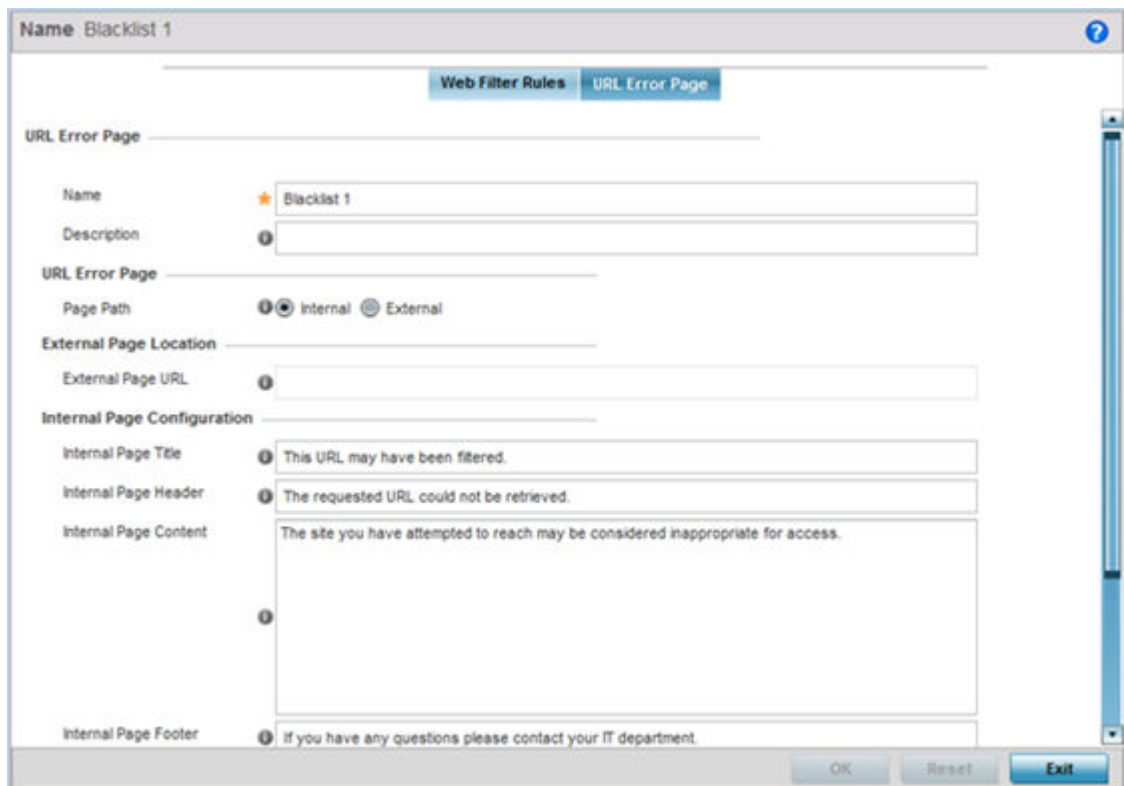 Name Blacklist 1
?
Web Filter Rules URL Error Page
URL Error Page
Name Blacklist 1
Description
URL Error Page
Page Path Internal External
External Page Location
External Page URL
Internal Page Configuration
Internal Page Title This URL may have been filtered.
Internal Page Header The requested URL could not be retrieved.
Internal Page Content The site you have attempted to reach may be considered inappropriate for access.
Internal Page Footer If you have any questions please contact your IT department.
OK Reset Exit